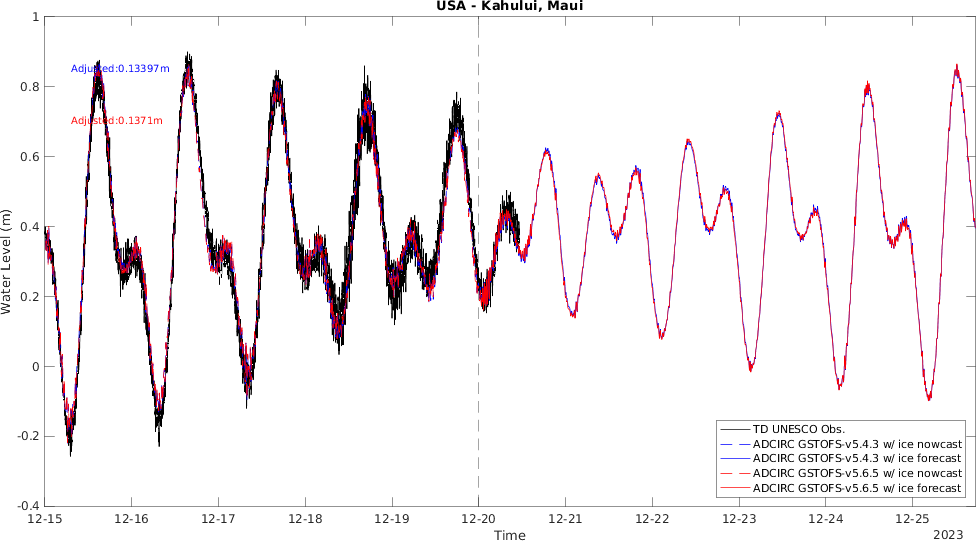 USA - Kahului, Maui
1
0.8
0.6
0.4
0.2
0
-0.2
-0.4
Water Level (m)
Adjusted:0.13397m
Adjusted:0.1371m
TD UNESCO Obs.
ADCIRC GSTOFS-v5.4.3 w/ ice nowcast
ADCIRC GSTOFS-v5.4.3 w/ ice forecast
ADCIRC GSTOFS-v5.6.5 w/ ice nowcast
ADCIRC GSTOFS-v5.6.5 w/ ice forecast
12-15 12-16 12-17 12-18 12-19 12-20 12-21 12-22 12-23 12-24 12-25
Time
2023